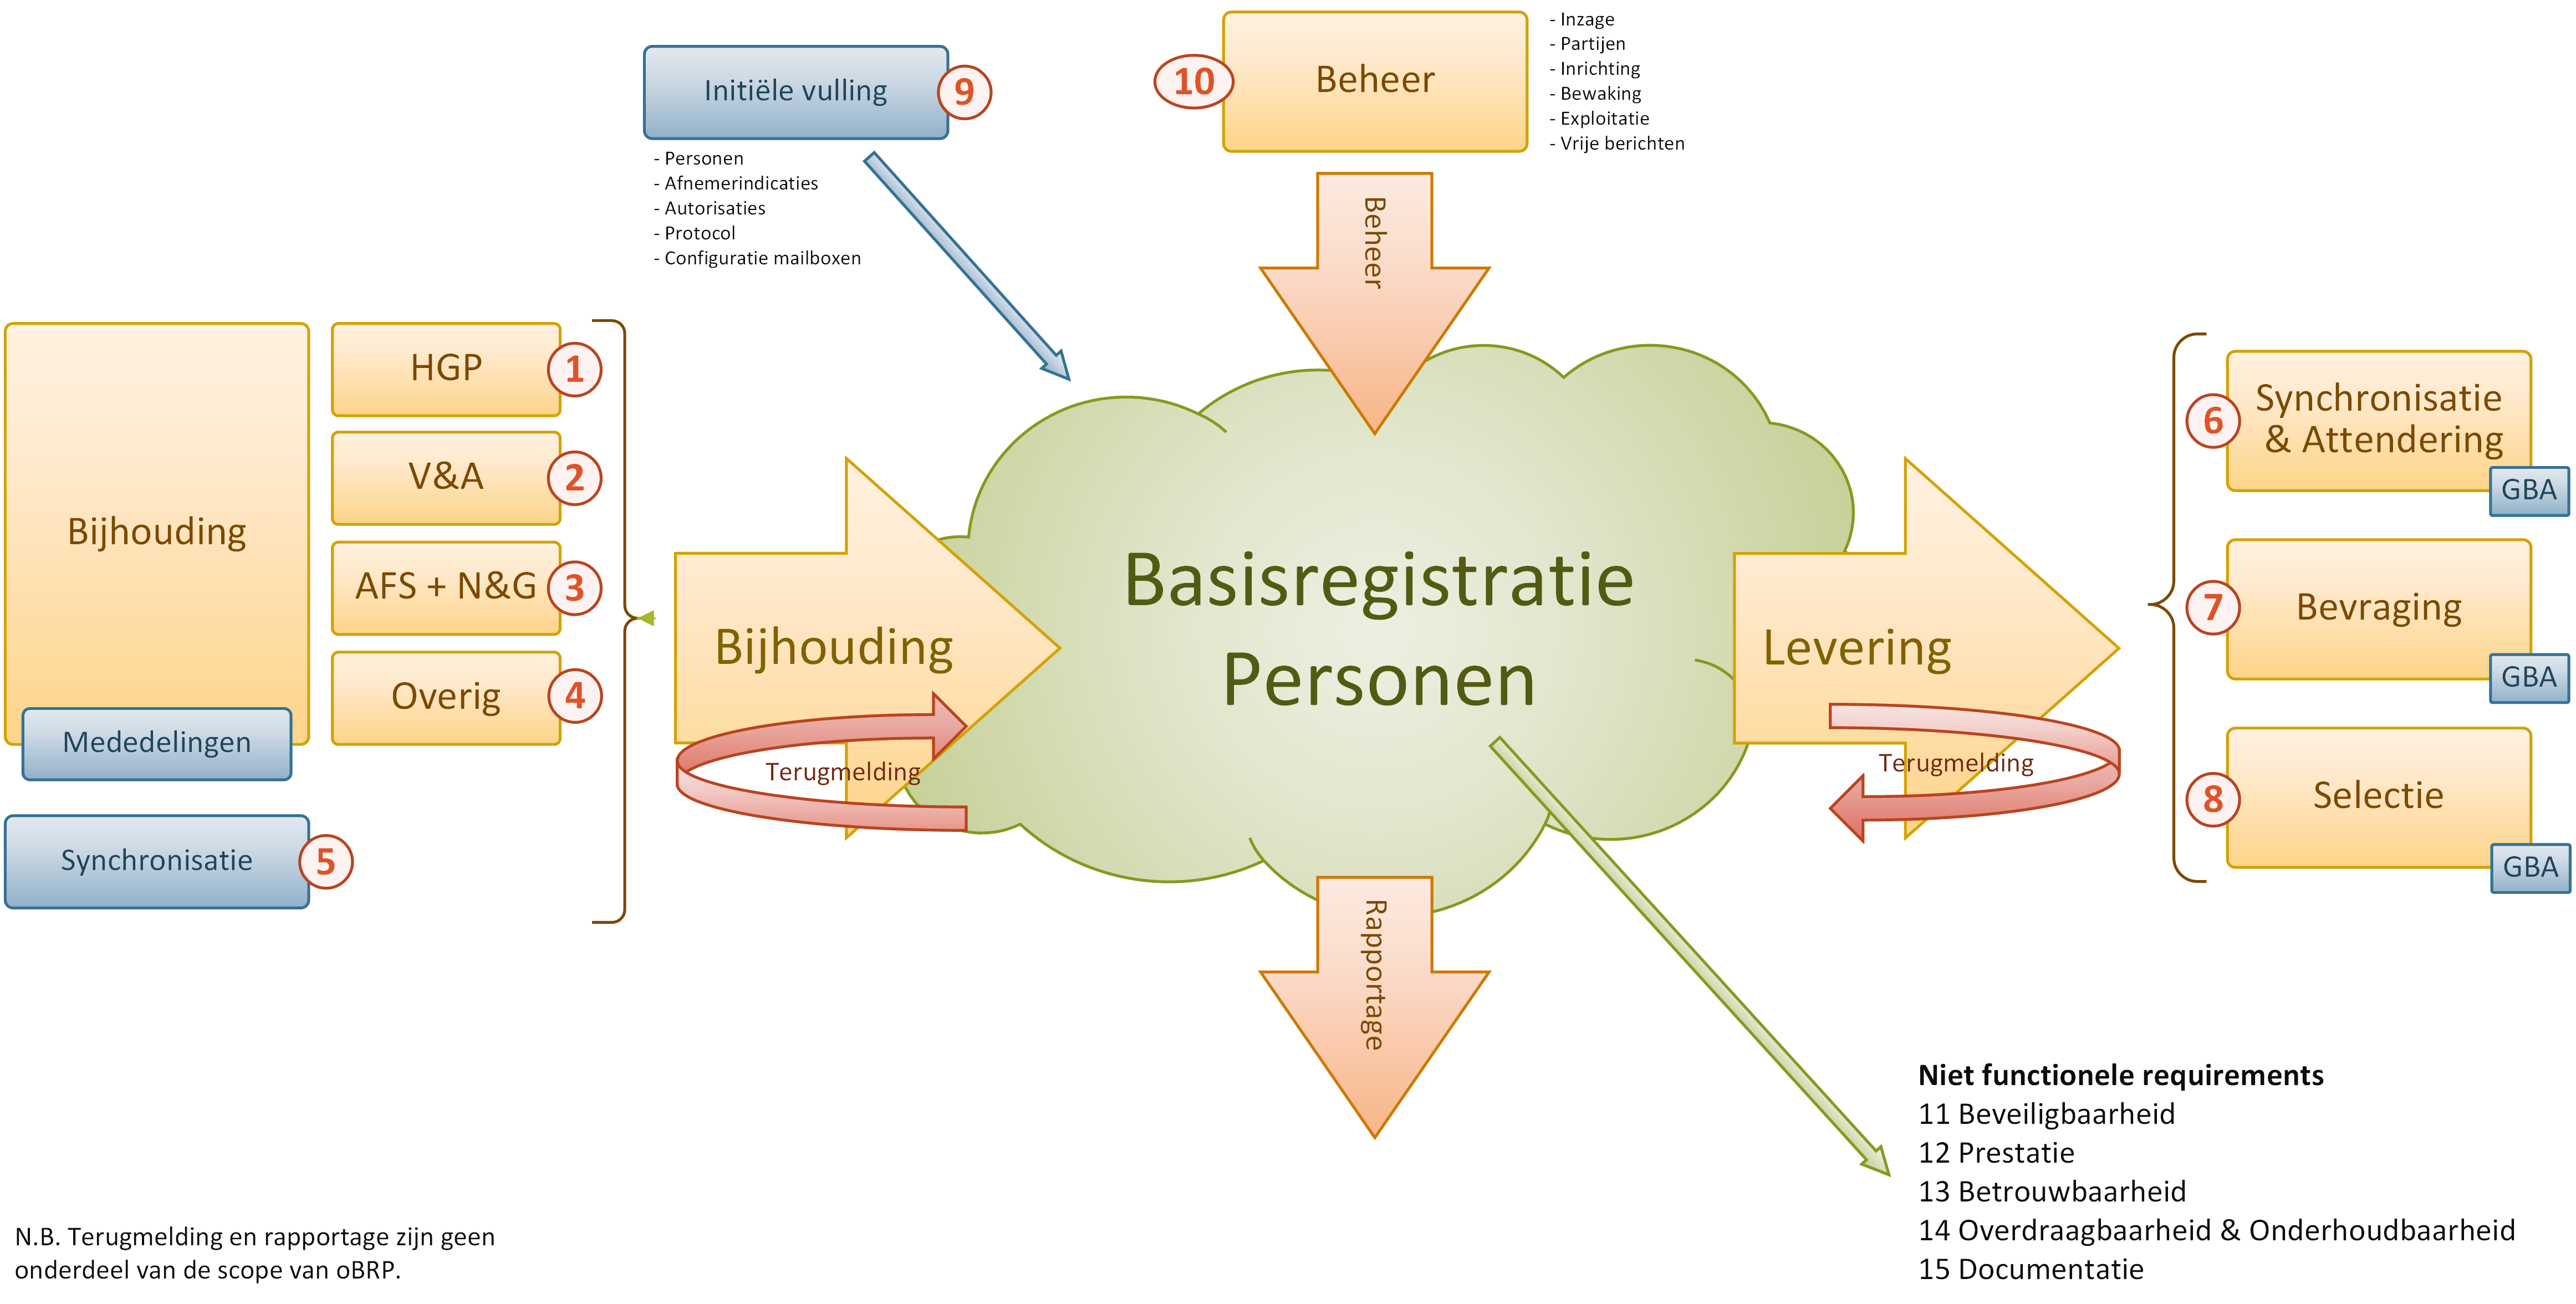 Initiële vulling
9
- Personen
- Afnemerindicaties
- Autorisaties
- Protocol
- Configuratie mailboxen
10
Beheer
- Inzage
- Partijen
- Inrichting
- Bewaking
- Exploitatie
- Vrije berichten
Beheer
Bijhouding
Mededelingen
Synchronisatie
5
HGP
1
V&A
2
AFS + N&G
3
Overig
4
Bijhouding
Terugmelding
Basisregistratie
Personen
Levering
Terugmelding
6
Synchronisatie
& Attendering
GBA
7
Bevraging
GBA
8
Selectie
GBA
Rapportage
Niet functionele requirements
11 Beveiligbaarheid
12 Prestatie
13 Betrouwbaarheid
14 Overdraagbaarheid & Onderhoudbaarheid
15 Documentatie
N.B. Terugmelding en rapportage zijn geen
onderdeel van de scope van oBRP.